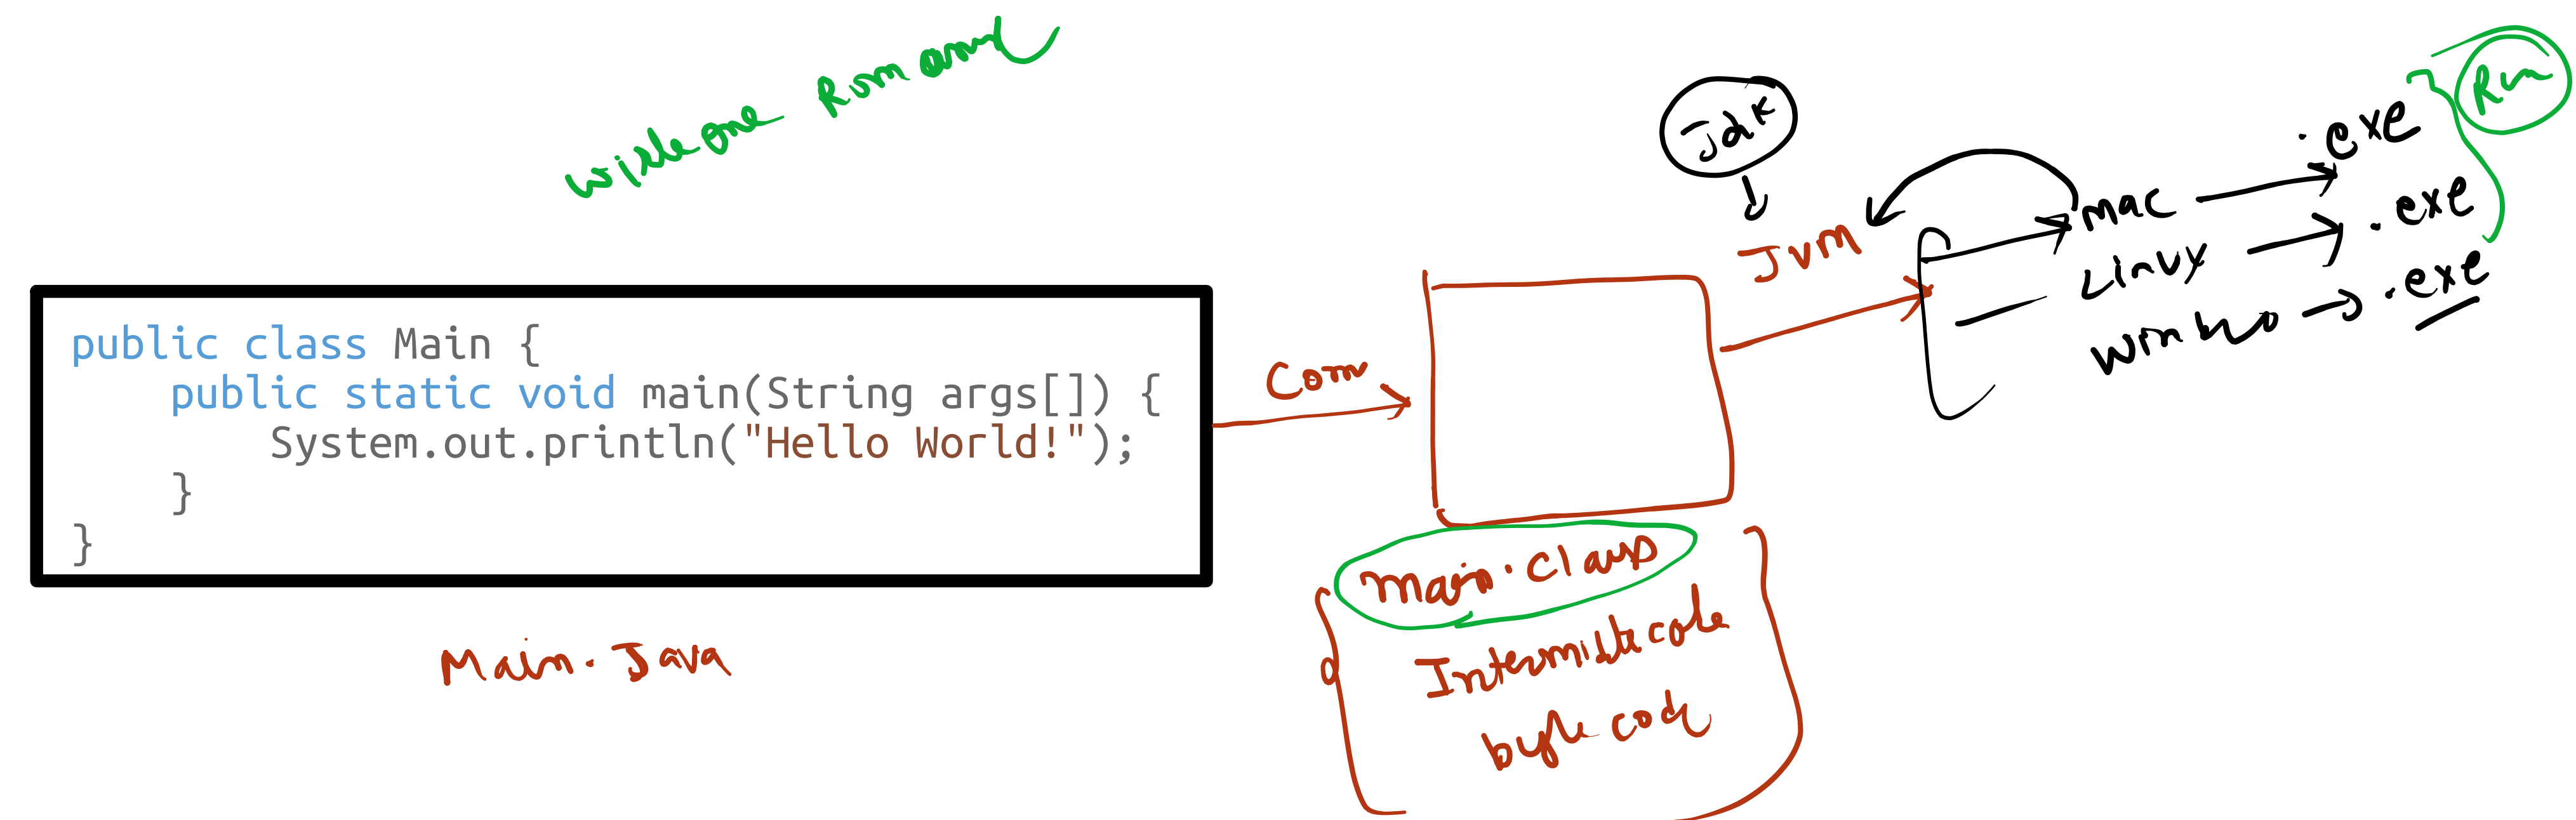 Jdk
.exe
Run
mac
.exe
Jvm
Linux
.exe
public class Main {
public static void main(String args[]) {
System.out.println("Hello World!");
}
}
Com
Main.Java
Main.Class
Intermidte code
byte code